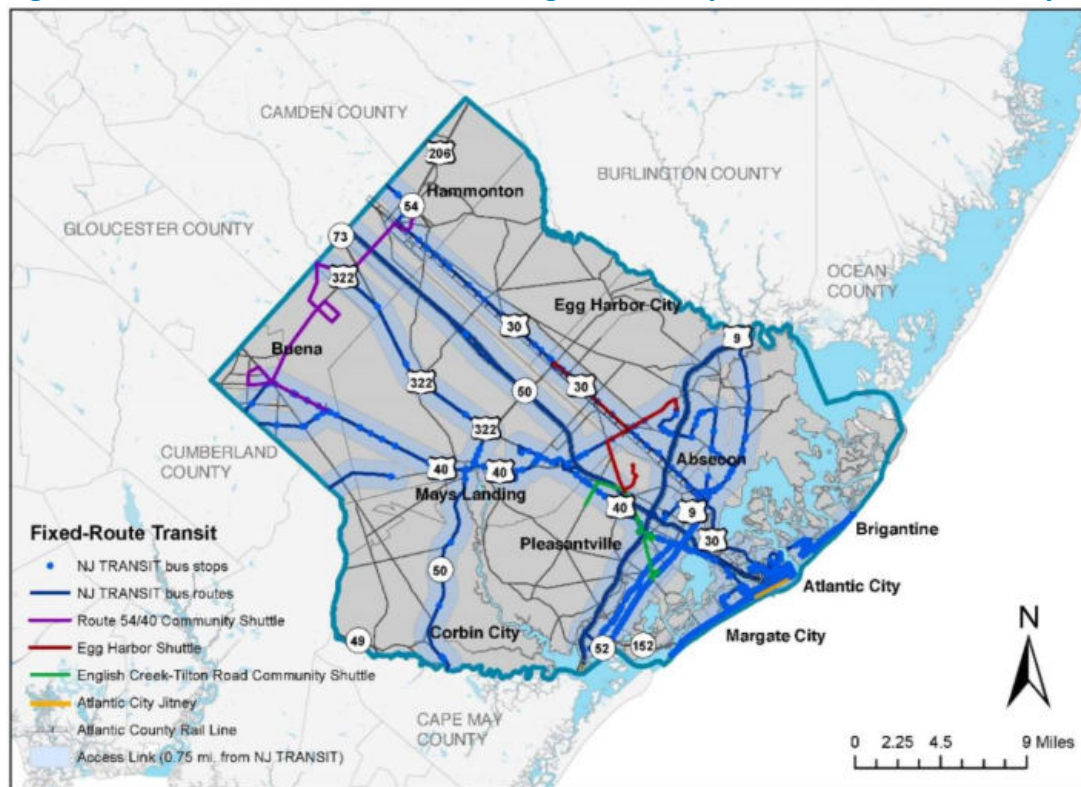 CAMDEN COUNTY
206
Hammonton
BURLINGTON COUNTY
54
GLOUCESTER COUNTY
73
322
OCEAN
COUNTY
Egg Harbor City
30
9
Buena
322
50
30
322
CUMBERLAND
COUNTY
40
40
Absecon
Mays Landing
40
9
Pleasantville
30
Brigantine
50
Atlantic City
Margate City
49
Corbin City
52
152
CAPE MAY
COUNTY
Fixed-Route Transit
NJ TRANSIT bus stops
NJ TRANSIT bus routes
Route 54/40 Community Shuttle
Egg Harbor Shuttle
English Creek-Tilton Road Community Shuttle
Atlantic City Jitney
Atlantic County Rail Line
Access Link (0.75 mi. from NJ TRANSIT)
N
0 2.25 4.5 9 Miles